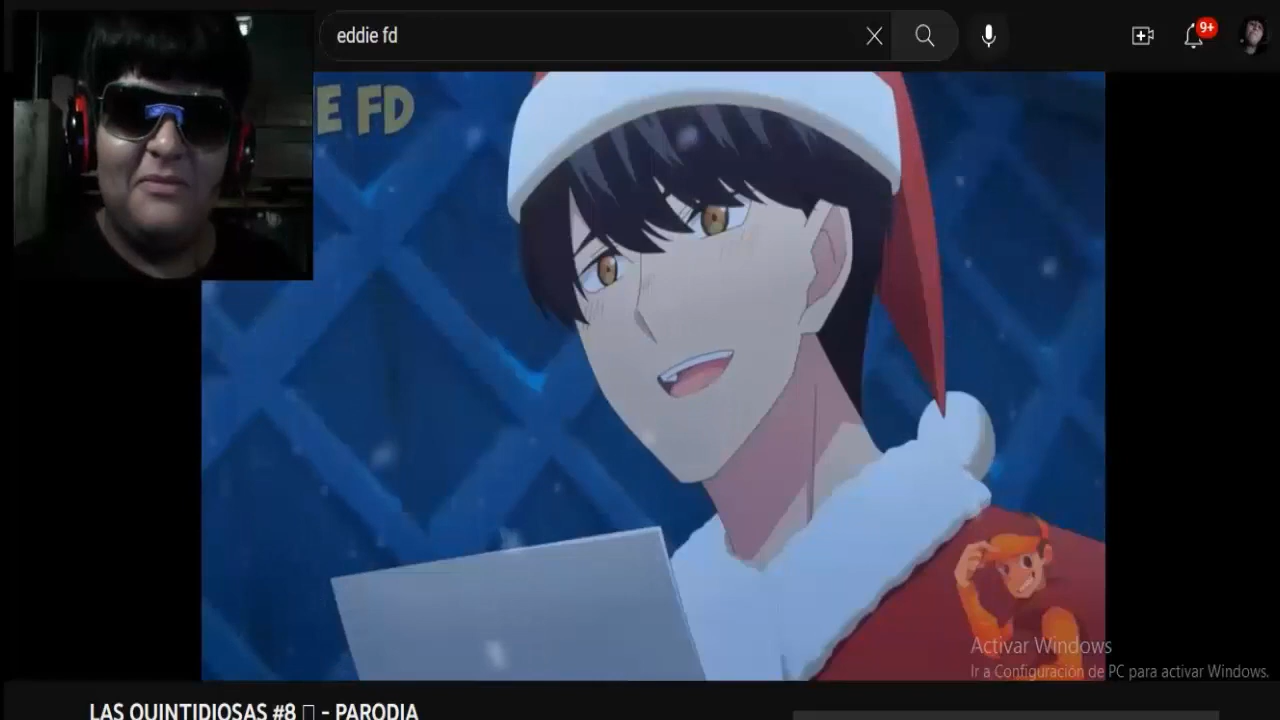 eddie fd
9+
E FD
Activar Windows
Ir a Configuración de PC para activar Windows.
LAS QUINTIDIOSAS #8 - PARODIA